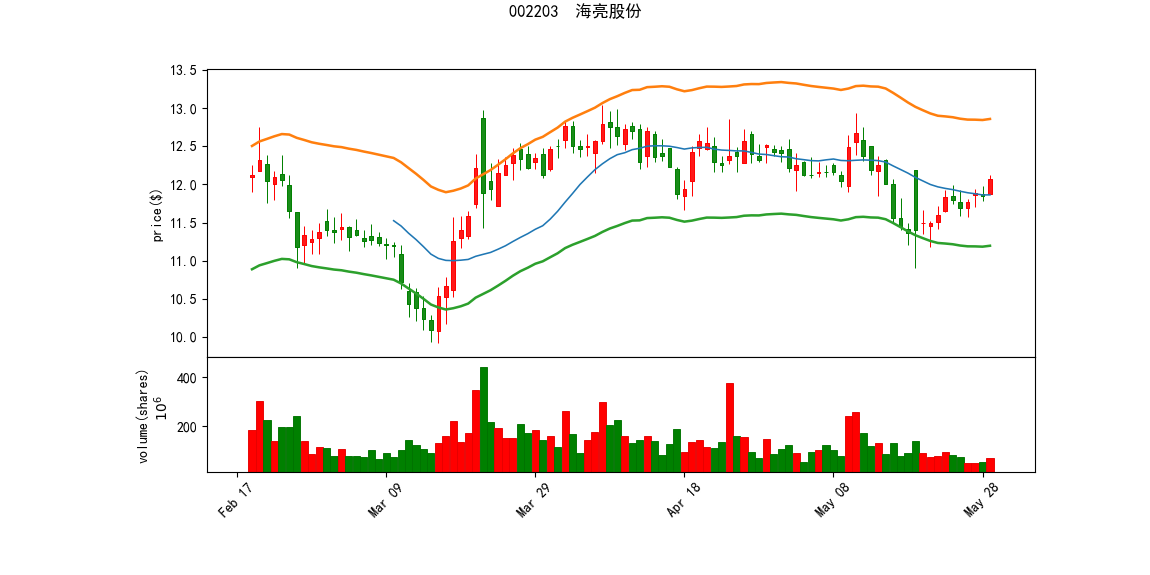 002203 海亮股份
13.5
13.0
12.5
12.0
11.5
11.0
10.5
10.0
price($)
400
200
volume(shares)
10^6
Feb 17
Mar 09
Mar 29
Apr 18
May 08
May 28